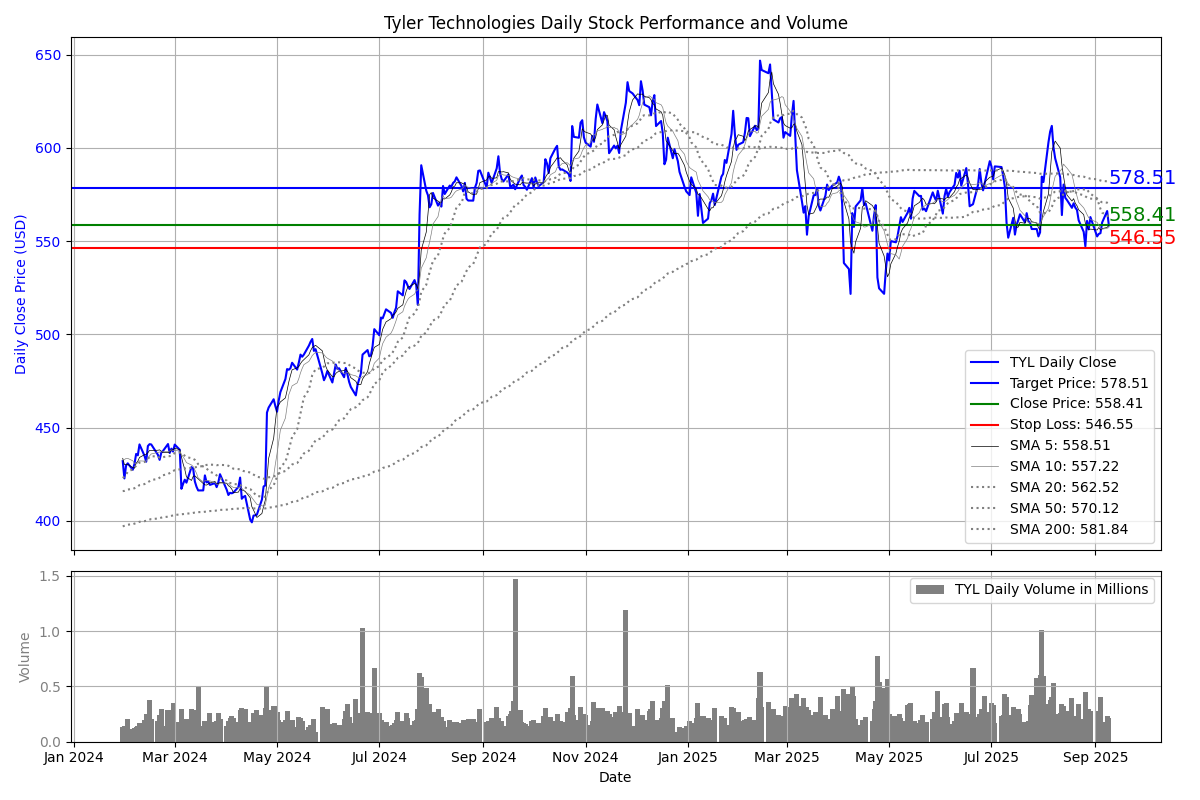 Tyler Technologies Daily Stock Performance and Volume
Daily Close Price (USD)
650
600
550
500
450
400
578.51
558.41
546.55
TYL Daily Close
Target Price: 578.51
Close Price: 558.41
Stop Loss: 546.55
SMA 5: 558.51
SMA 10: 557.22
SMA 20: 562.52
SMA 50: 570.12
SMA 200: 581.84
Volume
1.5
1.0
0.5
0.0
TYL Daily Volume in Millions
Jan 2024 Mar 2024 May 2024 Jul 2024 Sep 2024 Nov 2024 Jan 2025 Mar 2025 May 2025 Jul 2025 Sep 2025
Date